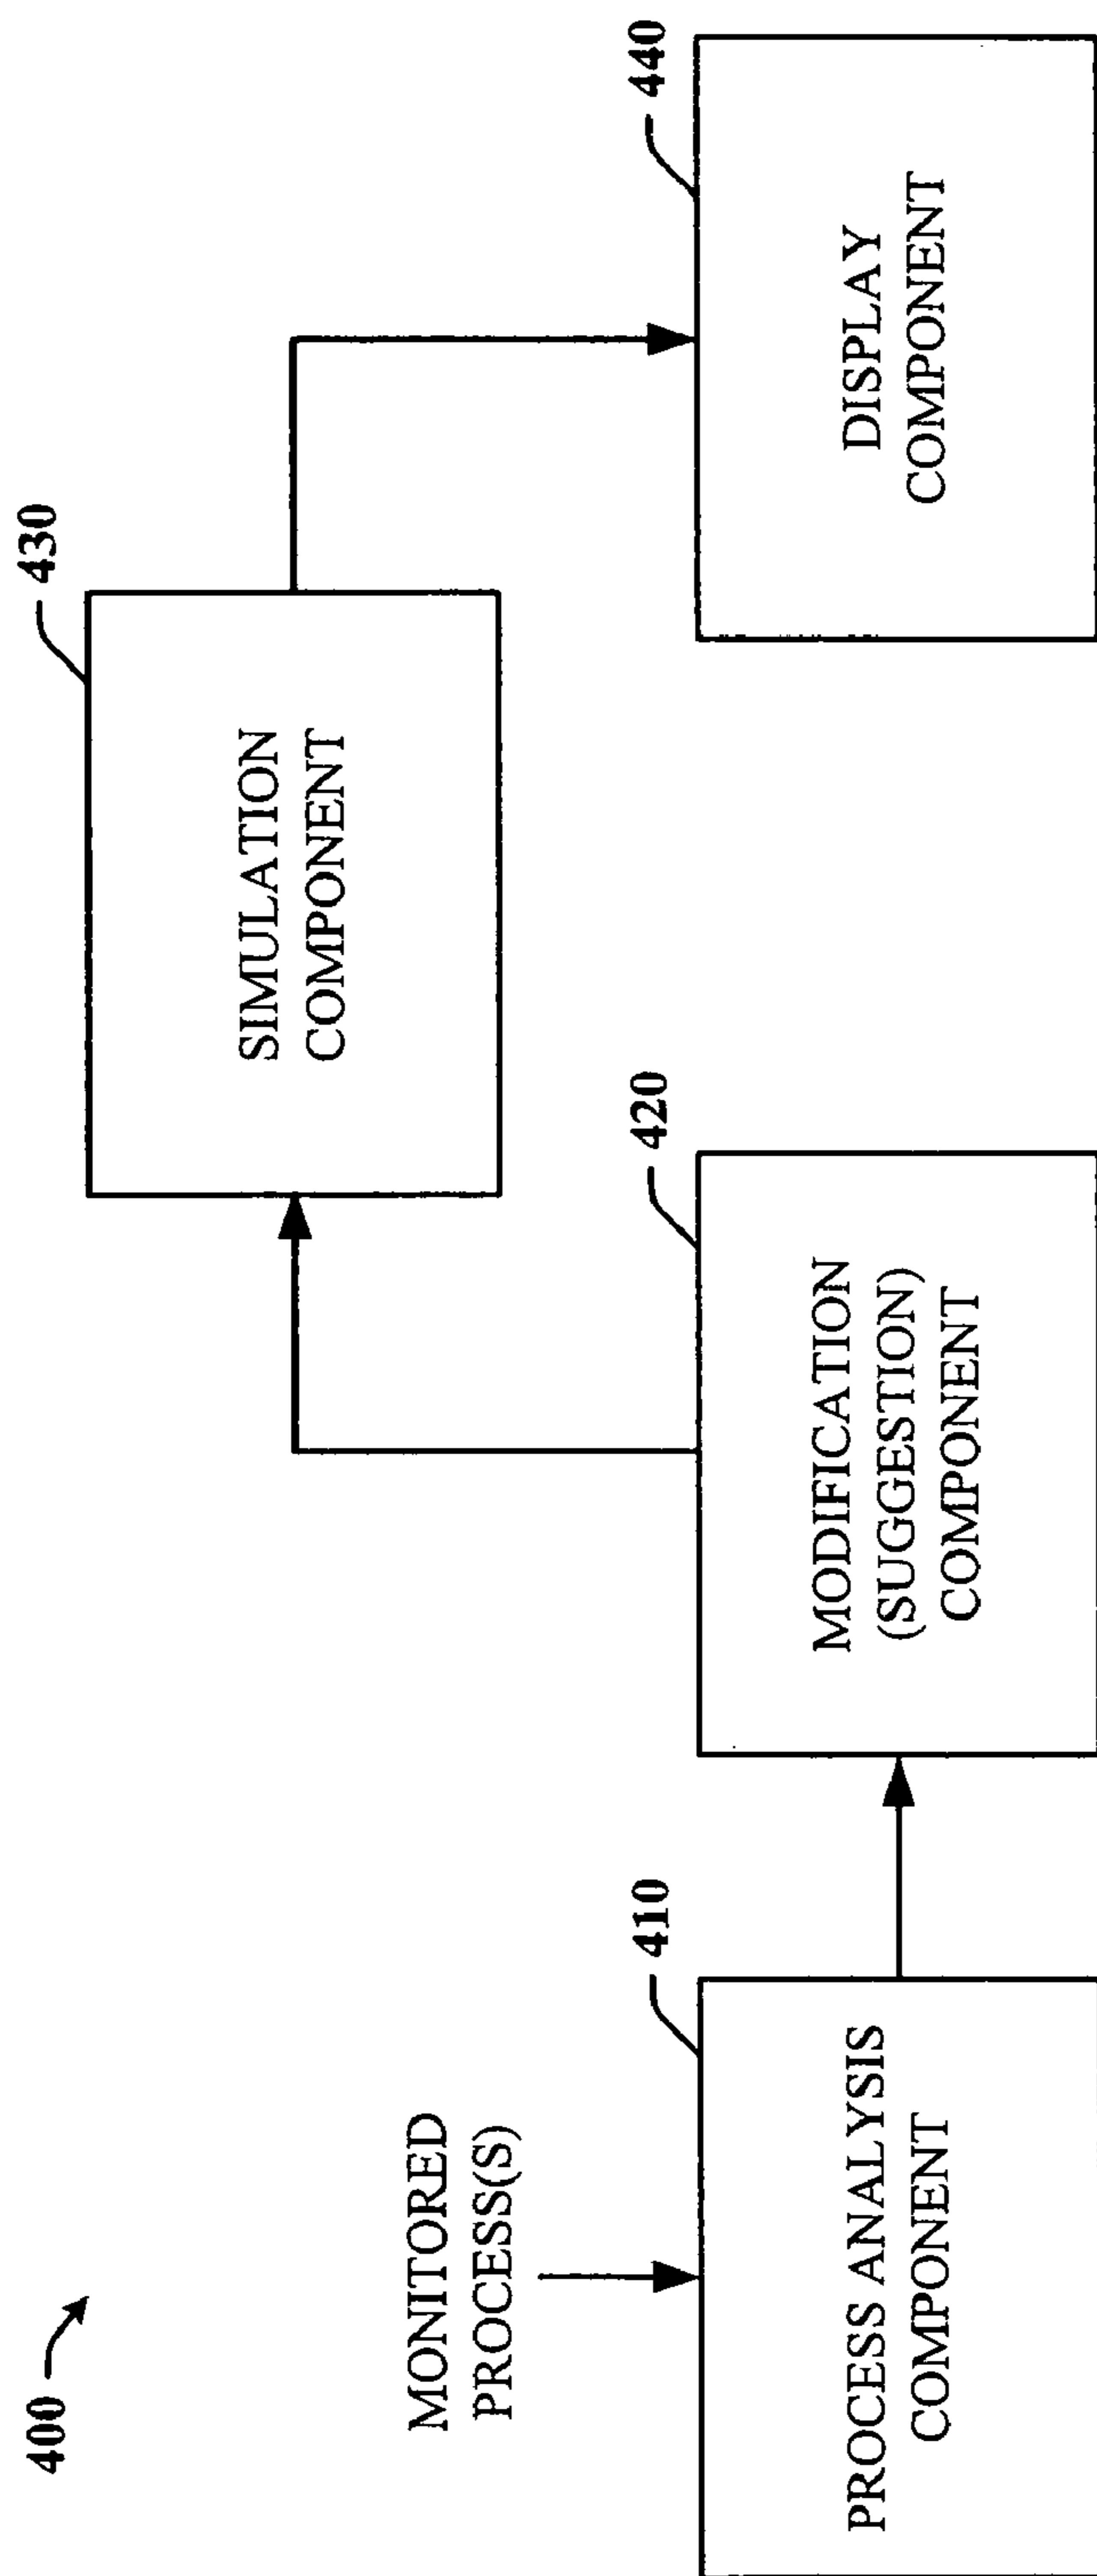 400
MONITORED
PROCESS(S)
410
PROCESS ANALYSIS
COMPONENT
420
MODIFICATION
(SUGGESTION)
COMPONENT
430
SIMULATION
COMPONENT
440
DISPLAY
COMPONENT